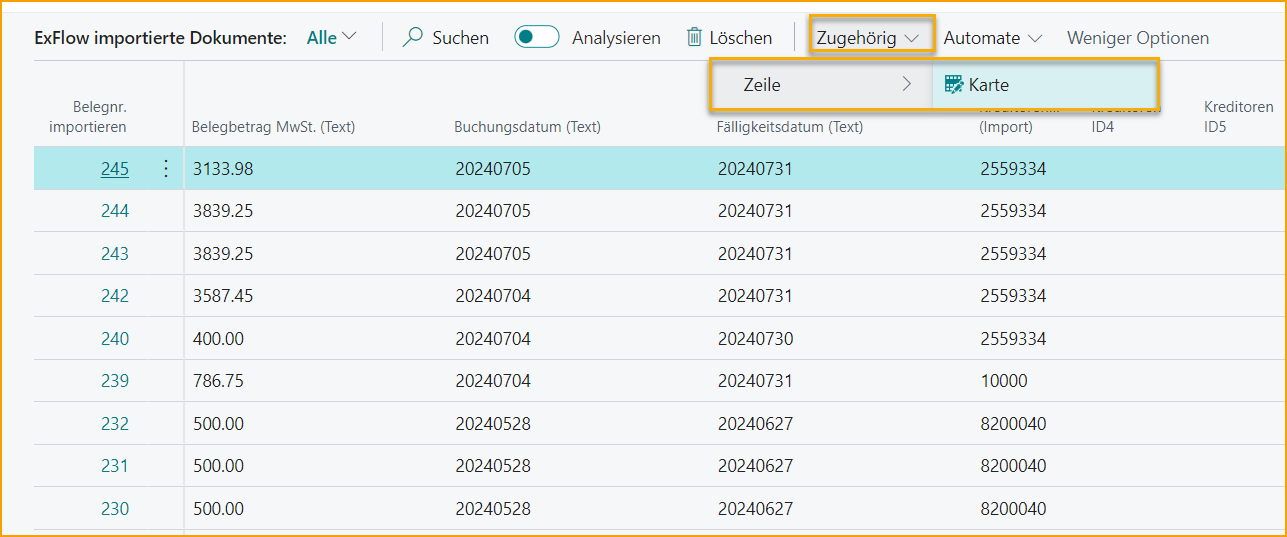 ExFlow importierte Dokumente: Alle Suchen Analysieren Löschen Zugehörig Automate Weniger Optionen
Zeile Karte
Belegnr. importieren Belegbetrag MwSt. (Text) Buchungsdatum (Text) Fälligkeitsdatum (Text) (Import) ID4 Kreditoren ID5
245 3133.98 20240705 20240731 2559334
244 3839.25 20240705 20240731 2559334
243 3839.25 20240705 20240731 2559334
242 3587.45 20240704 20240731 2559334
240 400.00 20240704 20240730 2559334
239 786.75 20240704 20240731 10000
232 500.00 20240528 20240627 8200040
231 500.00 20240528 20240627 8200040
230 500.00 20240528 20240627 8200040